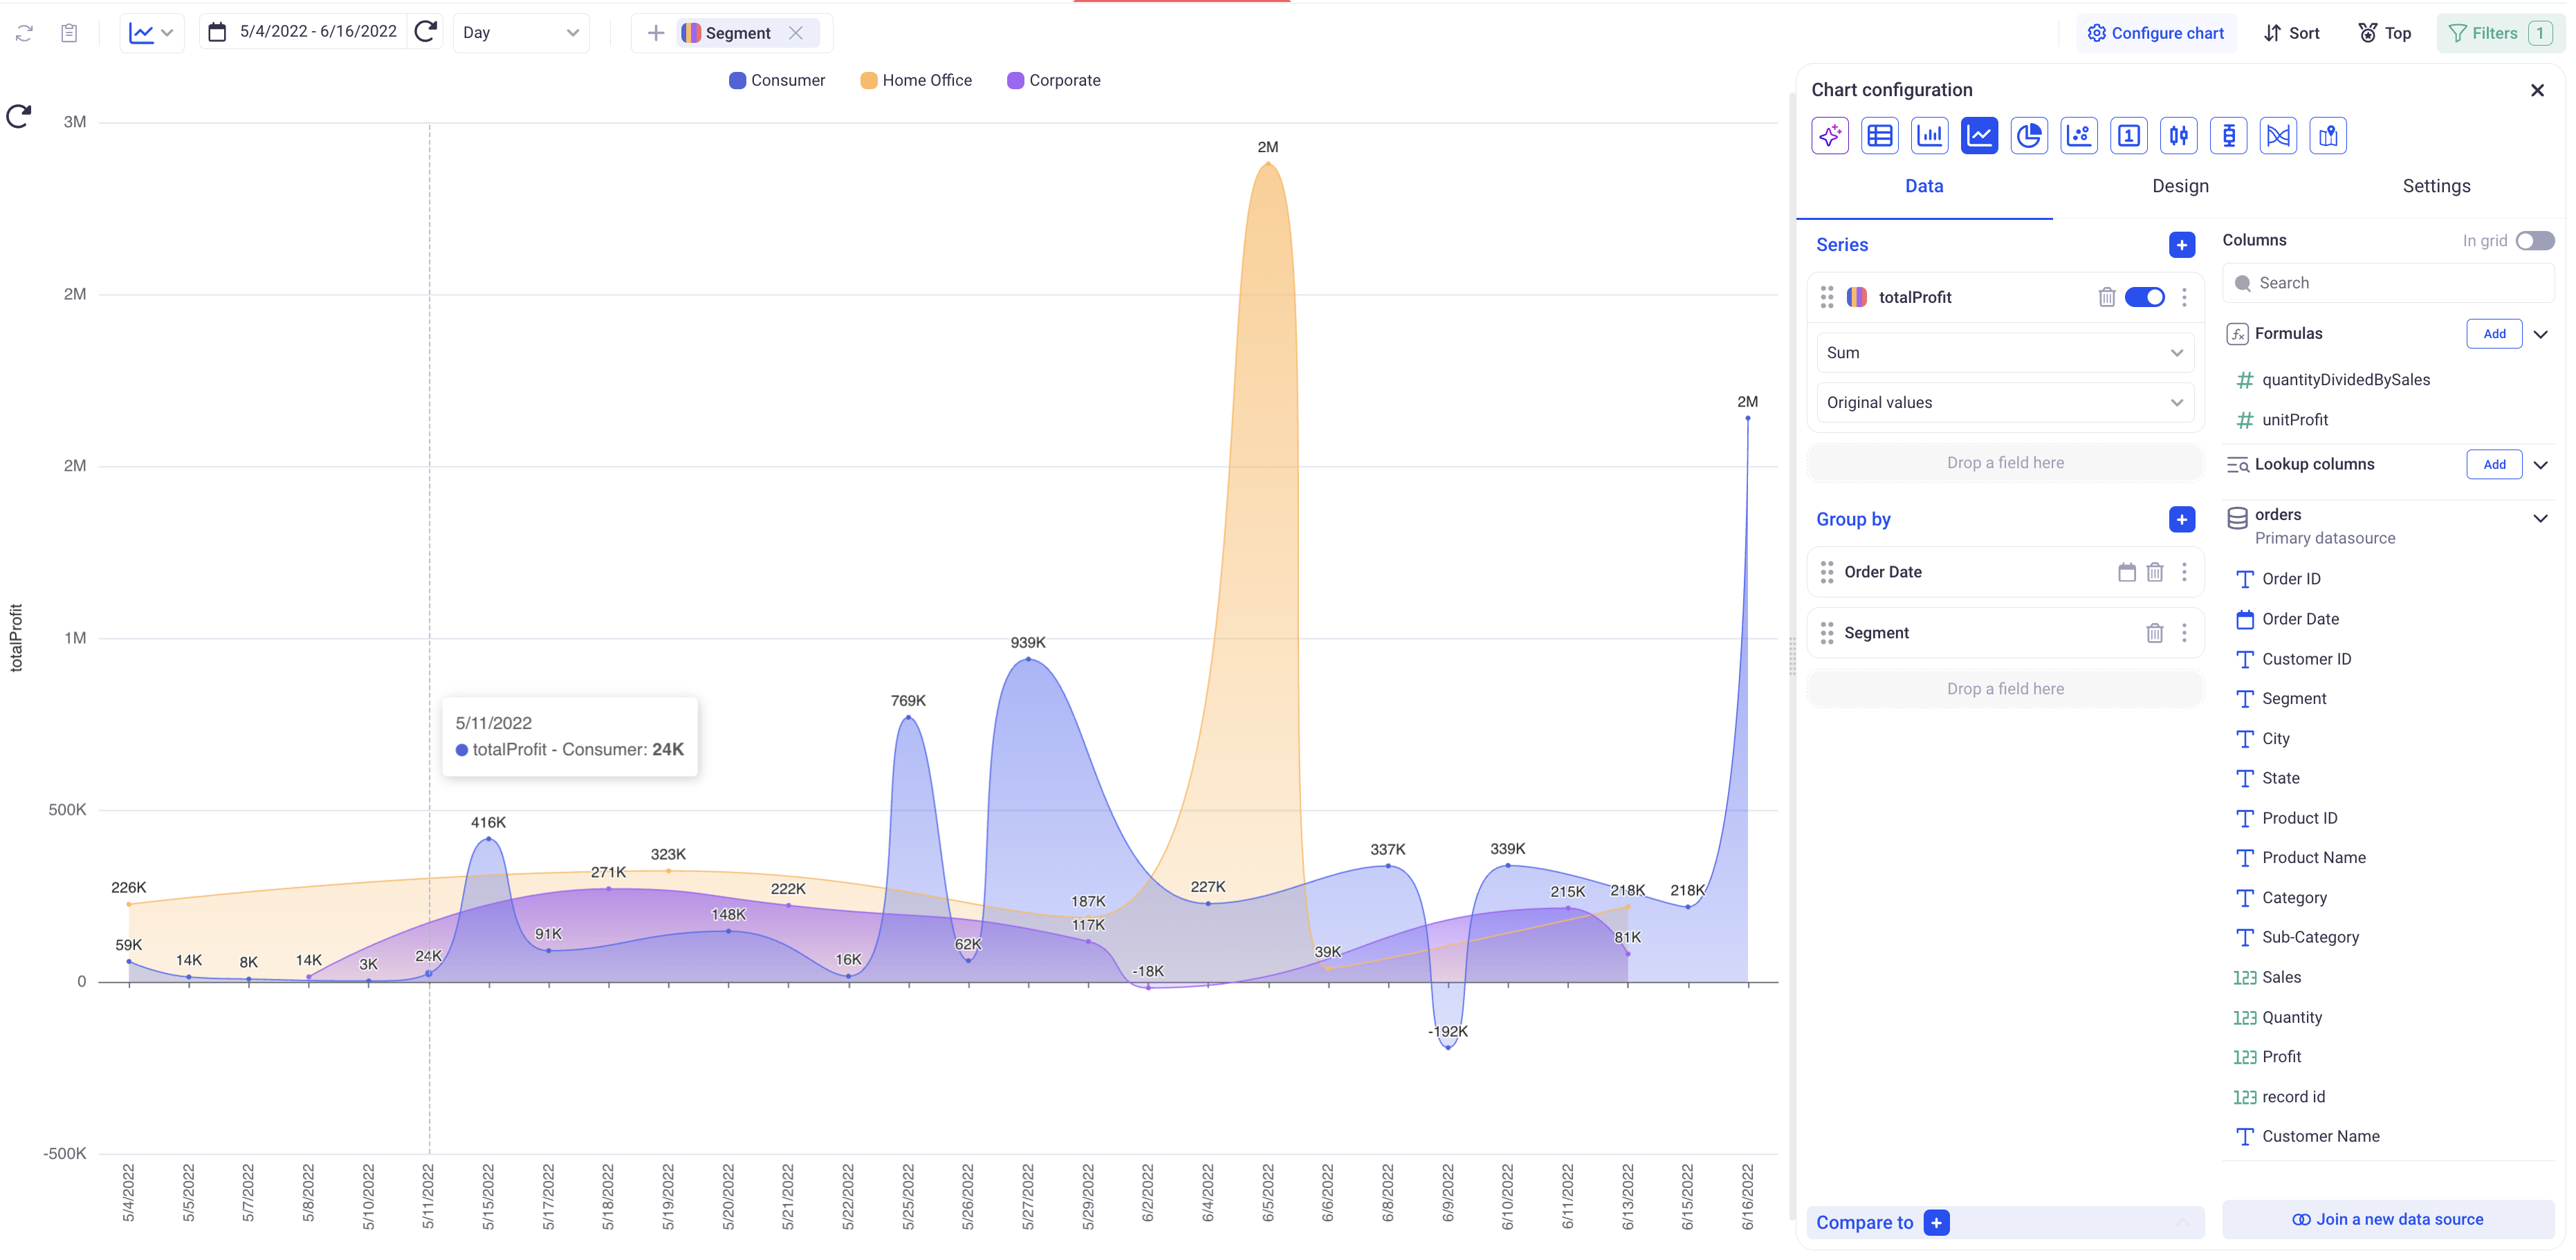 5/4/2022 - 6/16/2022
Day
Segment
Configure chart
Sort
Top
Filters 1
Consumer
Home Office
Corporate
3M
2M
2M
1M
500K
0
-500K
totalProfit
226K
59K
14K
8K
14K
3K
24K
416K
91K
271K
323K
148K
222K
16K
769K
62K
939K
187K
117K
-18K
227K
2M
39K
337K
-192K
339K
215K
218K
81K
218K
2M
5/11/2022
totalProfit - Consumer: 24K
5/4/2022
5/5/2022
5/7/2022
5/8/2022
5/10/2022
5/11/2022
5/15/2022
5/17/2022
5/18/2022
5/19/2022
5/20/2022
5/21/2022
5/22/2022
5/25/2022
5/26/2022
5/27/2022
5/29/2022
6/2/2022
6/4/2022
6/5/2022
6/6/2022
6/8/2022
6/9/2022
6/10/2022
6/11/2022
6/13/2022
6/15/2022
6/16/2022
Chart configuration
1
Data
Design
Settings
Series
totalProfit
Sum
Original values
Drop a field here
Group by
Order Date
Segment
Drop a field here
Compare to
Columns
In grid
Search
fx Formulas
Add
# quantityDividedBySales
# unitProfit
Lookup columns
Add
orders
Primary datasource
T Order ID
Order Date
T Customer ID
T Segment
T City
T State
T Product ID
T Product Name
T Category
T Sub-Category
123 Sales
123 Quantity
123 Profit
123 record id
T Customer Name
Join a new data source